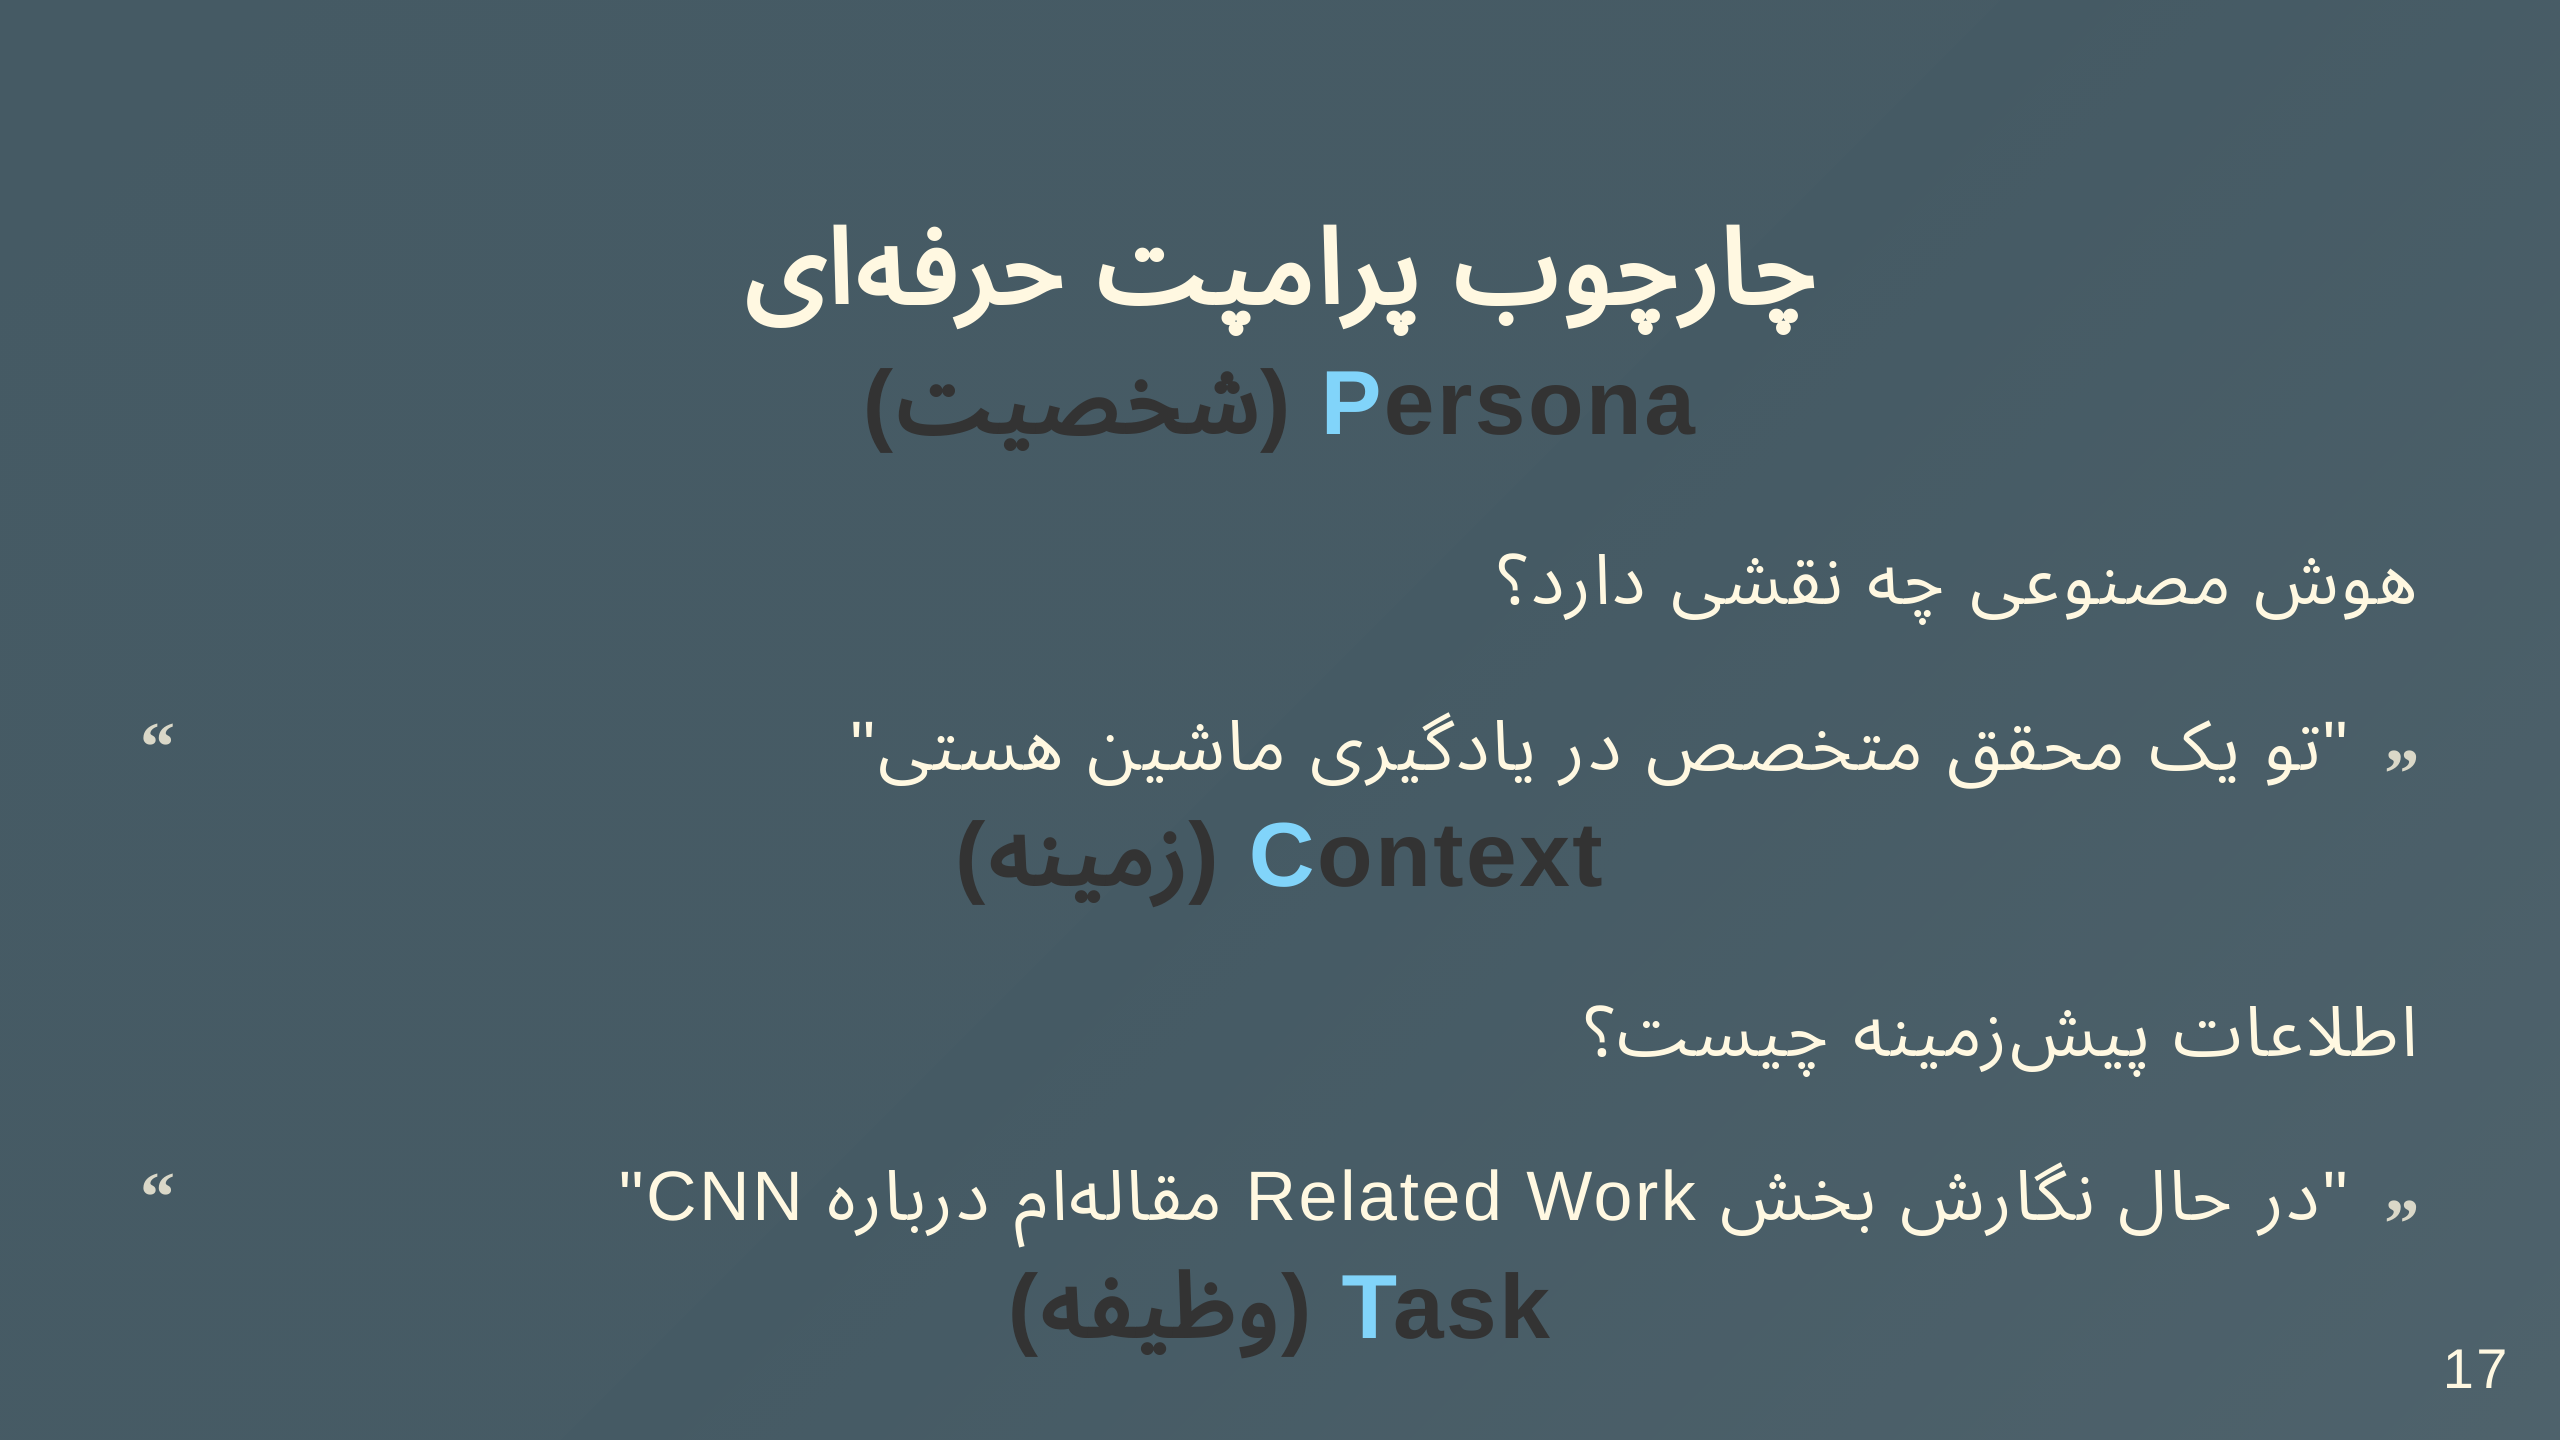 چارچوب پرامپت حرفه‌ای
Persona (شخصیت)
هوش مصنوعی چه نقشی دارد؟
„ "تو یک محقق متخصص در یادگیری ماشین هستی" “
Context (زمینه)
اطلاعات پیش‌زمینه چیست؟
„ "در حال نگارش بخش Related Work مقاله‌ام درباره CNN" “
Task (وظیفه)
17